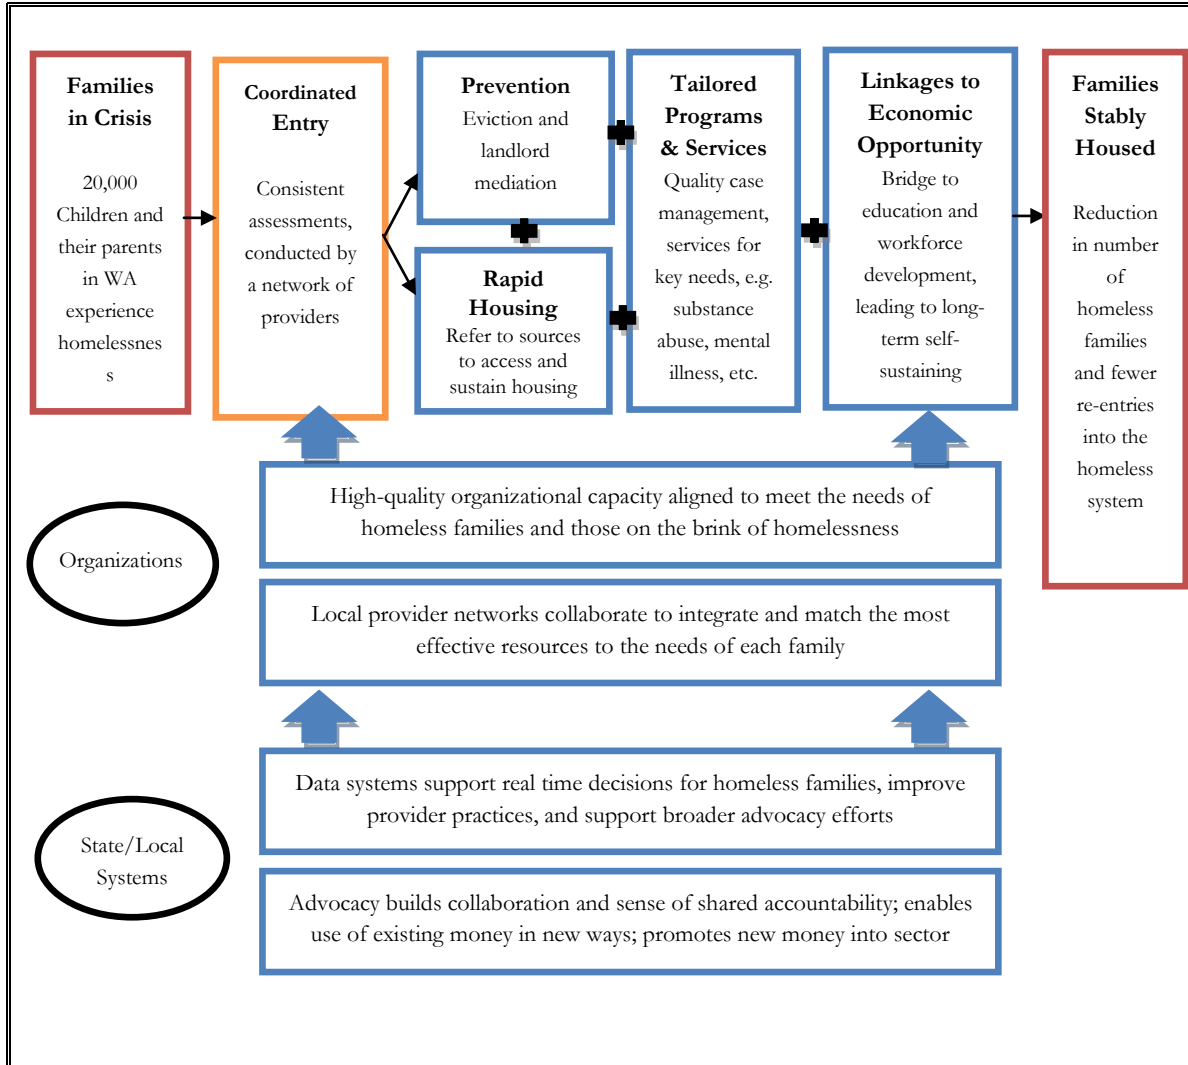 Families
in Crisis
20,000
Children and
their parents
in WA
experience
homelessnes
s
Coordinated
Entry
Consistent
assessments,
conducted by
a network of
providers
Prevention
Eviction and
landlord
mediation
Rapid
Housing
Refer to sources
to access and
sustain housing
Tailored
Programs
& Services
Quality case
management,
services for
key needs, e.g.
substance
abuse, mental
illness, etc.
Linkages to
Economic
Opportunity
Bridge to
education and
workforce
development,
leading to long-
term self-
sustaining
Families
Stably
Housed
Reduction
in number
of
homeless
families
and fewer
re-entries
into the
homeless
system
Organizations
High-quality organizational capacity aligned to meet the needs of
homeless families and those on the brink of homelessness
Local provider networks collaborate to integrate and match the most
effective resources to the needs of each family
State/Local
Systems
Data systems support real time decisions for homeless families, improve
provider practices, and support broader advocacy efforts
Advocacy builds collaboration and sense of shared accountability; enables
use of existing money in new ways; promotes new money into sector